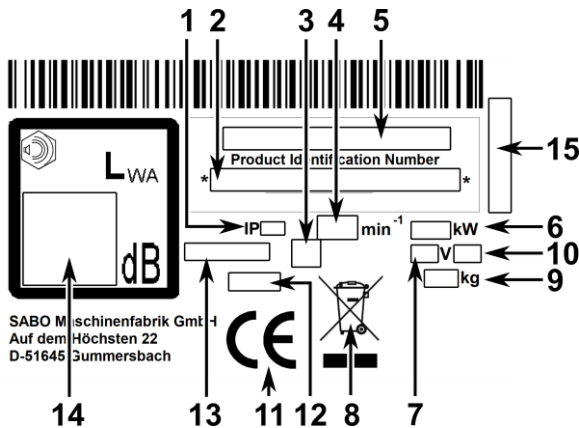 1 2 3 4 5
LWA
dB
Product Identification Number
* *
15
IP min-1 kW 6
V 10
kg 9
SABO Maschinenfabrik GmbH
Auf dem Höchsten 22
D-51645 Gummersbach
CE
14 13 11 12 8 7